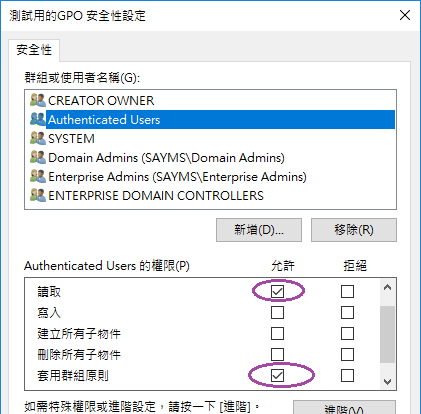 測試用的GPO 安全性設定
安全性
群組或使用者名稱(G):
CREATOR OWNER
Authenticated Users
SYSTEM
Domain Admins (SAYMS\Domain Admins)
Enterprise Admins (SAYMS\Enterprise Admins)
ENTERPRISE DOMAIN CONTROLLERS
新增(D)... 移除(R)
Authenticated Users 的權限(P) 允許 拒絕
讀取
寫入
建立所有子物件
刪除所有子物件
套用群組原則
如需特殊權限或進階設定，請按一下 [進階]。 進階(V)